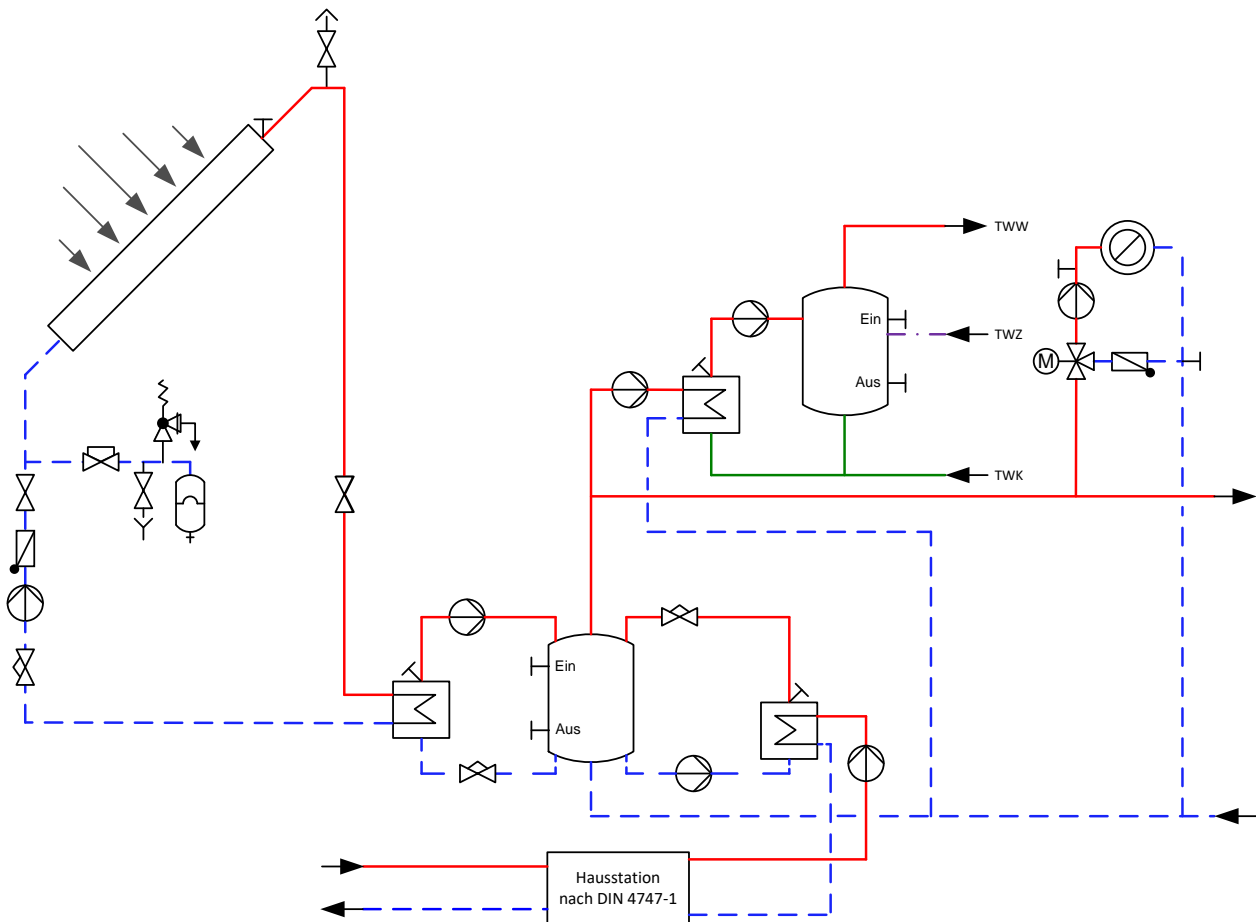 TWW
Ein
TWZ
M
Aus
TWK
Ein
Aus
Hausstation
nach DIN 4747-1